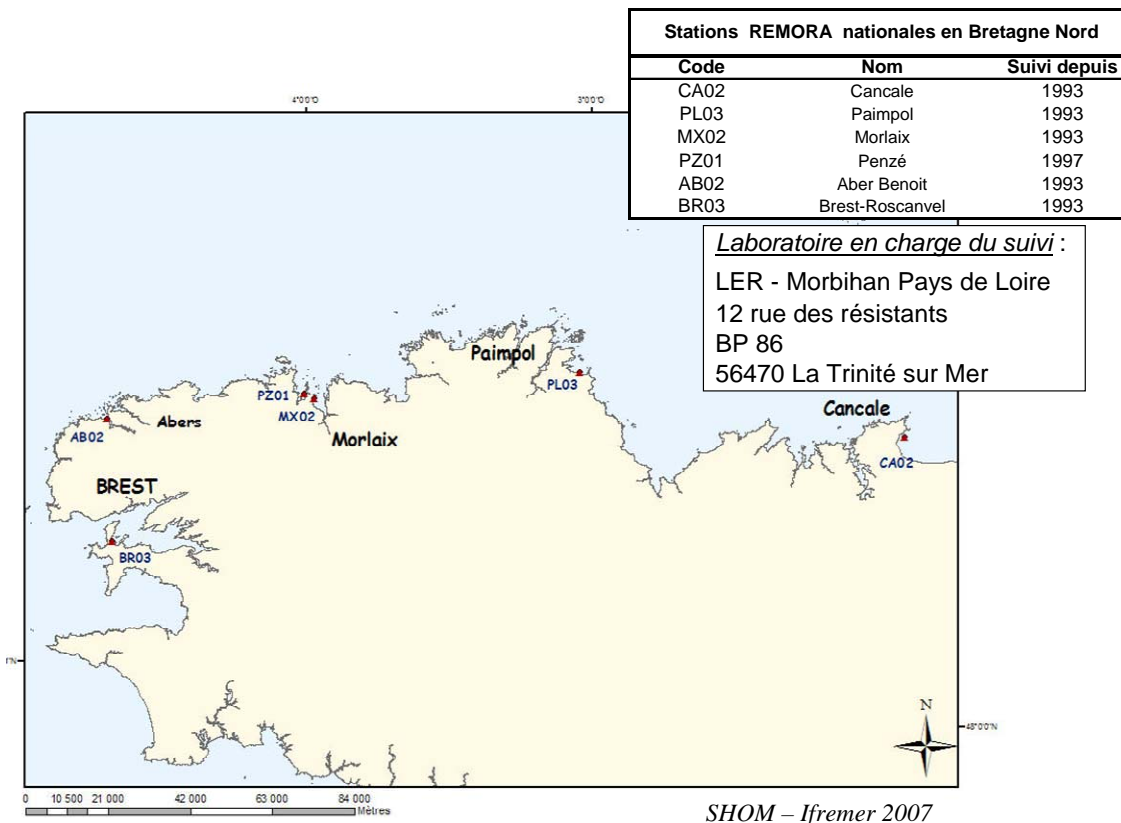 Stations REMORA nationales en Bretagne Nord
Code Nom Suivi depuis
CA02 Cancale 1993
PL03 Paimpol 1993
MX02 Morlaix 1993
PZ01 Penzé 1997
AB02 Aber Benoit 1993
BR03 Brest-Roscanvel 1993
Laboratoire en charge du suivi :
LER - Morbihan Pays de Loire
12 rue des résistants
BP 86
56470 La Trinité sur Mer
4°0'0"O
3°0'0"O
Paimpol
PL03
PZ01
MX02
Morlaix
Abers
AB02
Cancale
CA02
BREST
BR03
N
48°0'0"N
0 10 500 21 000 42 000 63 000 84 000
Mètres
SHOM – Ifremer 2007